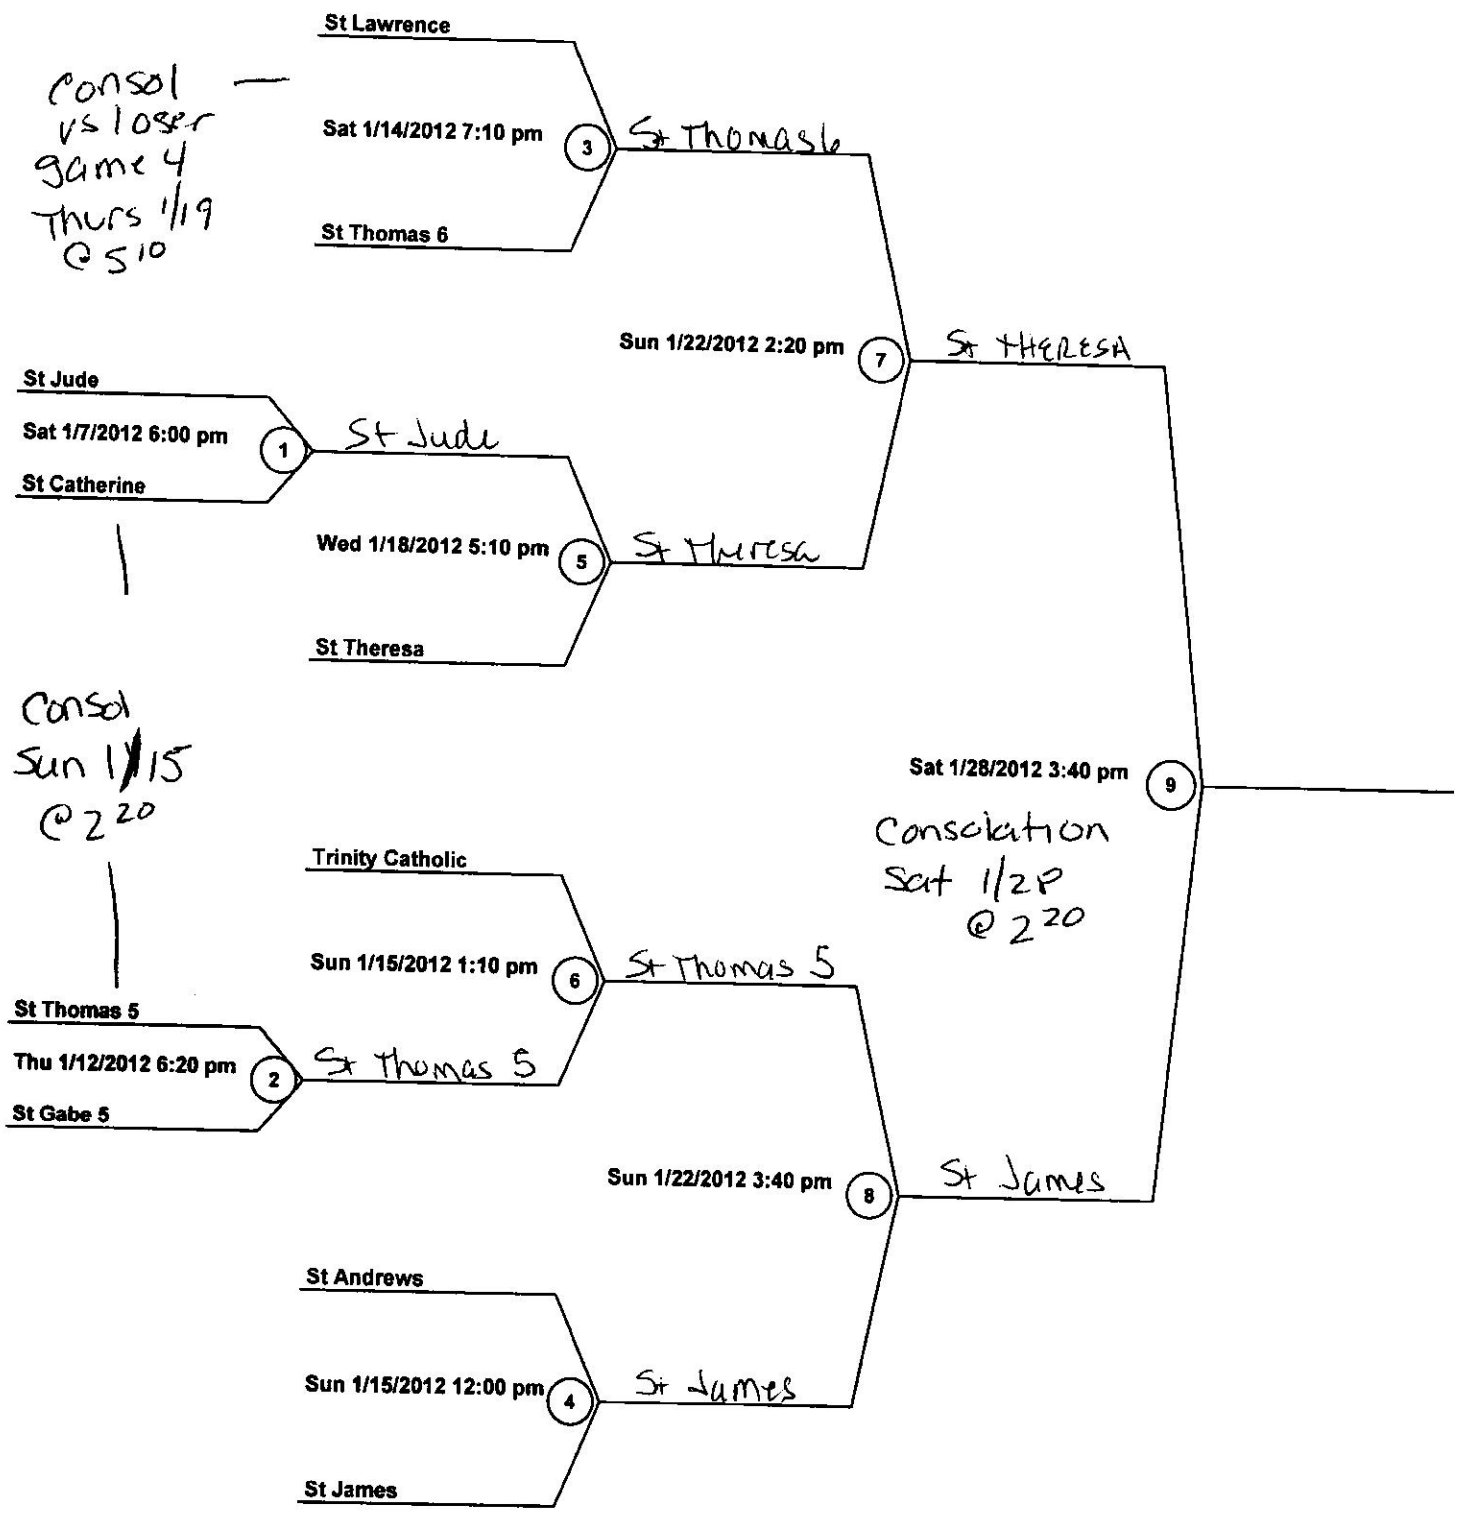 St Lawrence
Consol —
vs loser
game 4
Thurs 1/19
@ 5 10
Sat 1/14/2012 7:10 pm
3
St Thomas 6
St Thomas 6
Sun 1/22/2012 2:20 pm
7
St THERESA
St Jude
Sat 1/7/2012 6:00 pm
1
St Jude
St Catherine
Wed 1/18/2012 5:10 pm
5
St Theresa
St Theresa
Consol
Sun 1/15
@ 2 20
Sat 1/28/2012 3:40 pm
9
Consolation
Sat 1/28
@ 2 20
Trinity Catholic
Sun 1/15/2012 1:10 pm
6
St Thomas 5
St Thomas 5
Thu 1/12/2012 6:20 pm
2
St Thomas 5
St Gabe 5
Sun 1/22/2012 3:40 pm
8
St James
St Andrews
Sun 1/15/2012 12:00 pm
4
St James
St James